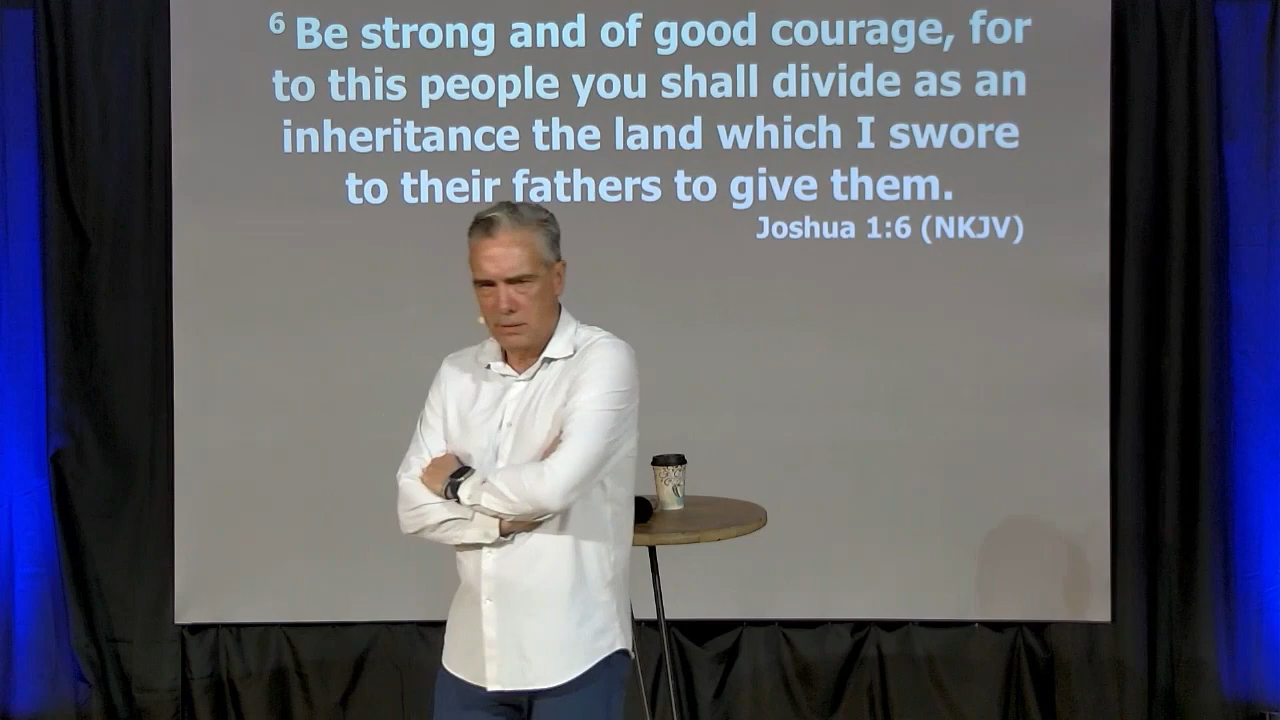 6 Be strong and of good courage, for
to this people you shall divide as an
inheritance the land which I swore
to their fathers to give them.
Joshua 1:6 (NKJV)